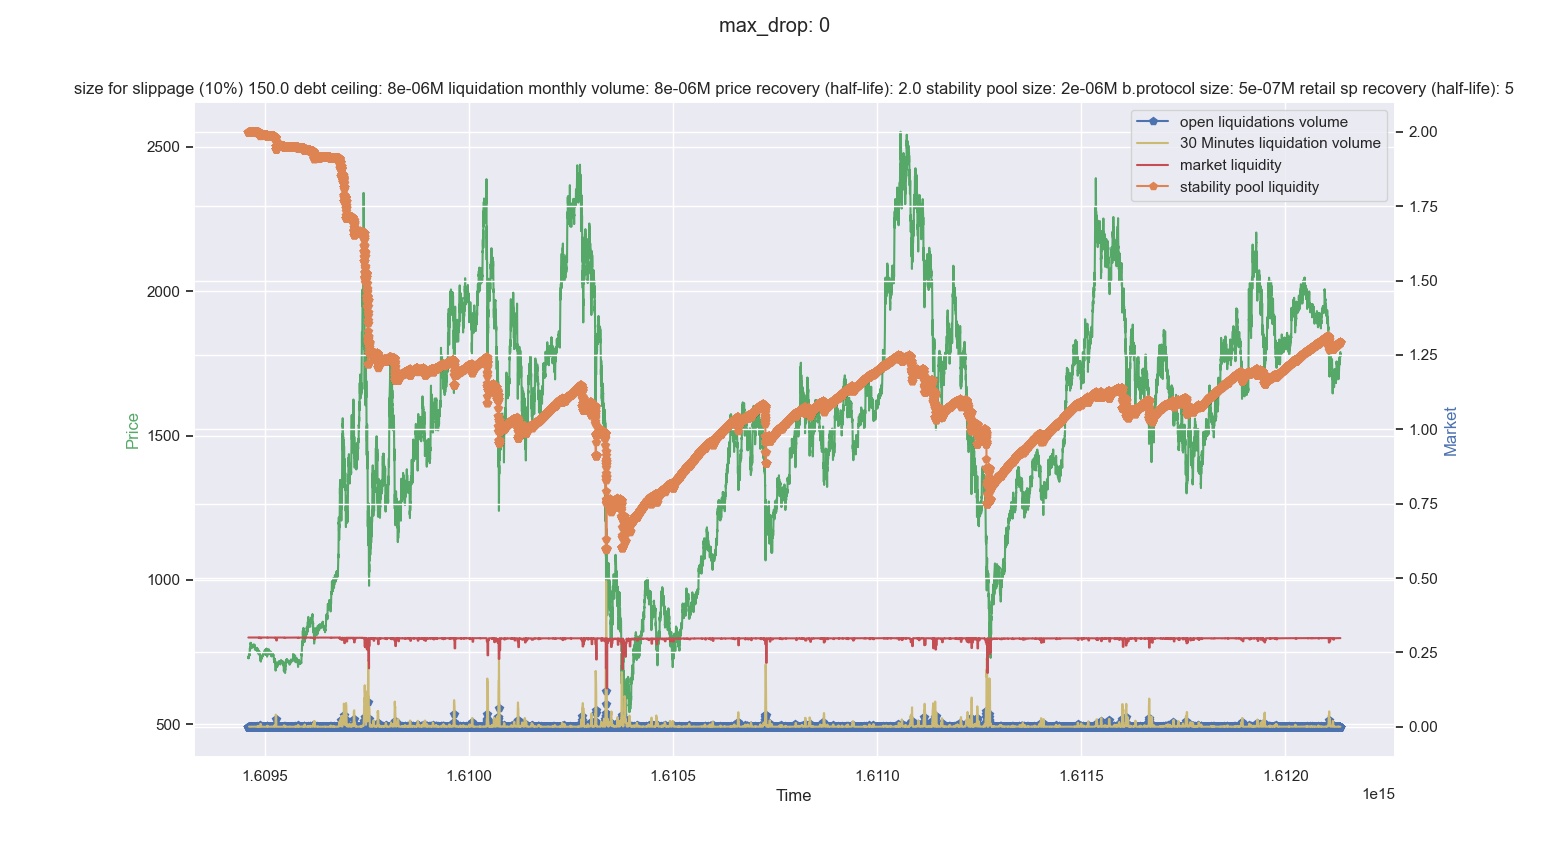 max_drop: 0
size for slippage (10%) 150.0 debt ceiling: 8e-06M liquidation monthly volume: 8e-06M price recovery (half-life): 2.0 stability pool size: 2e-06M b.protocol size: 5e-07M retail sp recovery (half-life): 5
open liquidations volume
30 Minutes liquidation volume
market liquidity
stability pool liquidity
2500
2000
1500
1000
500
Price
2.00
1.75
1.50
1.25
1.00
0.75
0.50
0.25
0.00
Market
1.6095 1.6100 1.6105 1.6110 1.6115 1.6120
1e15
Time